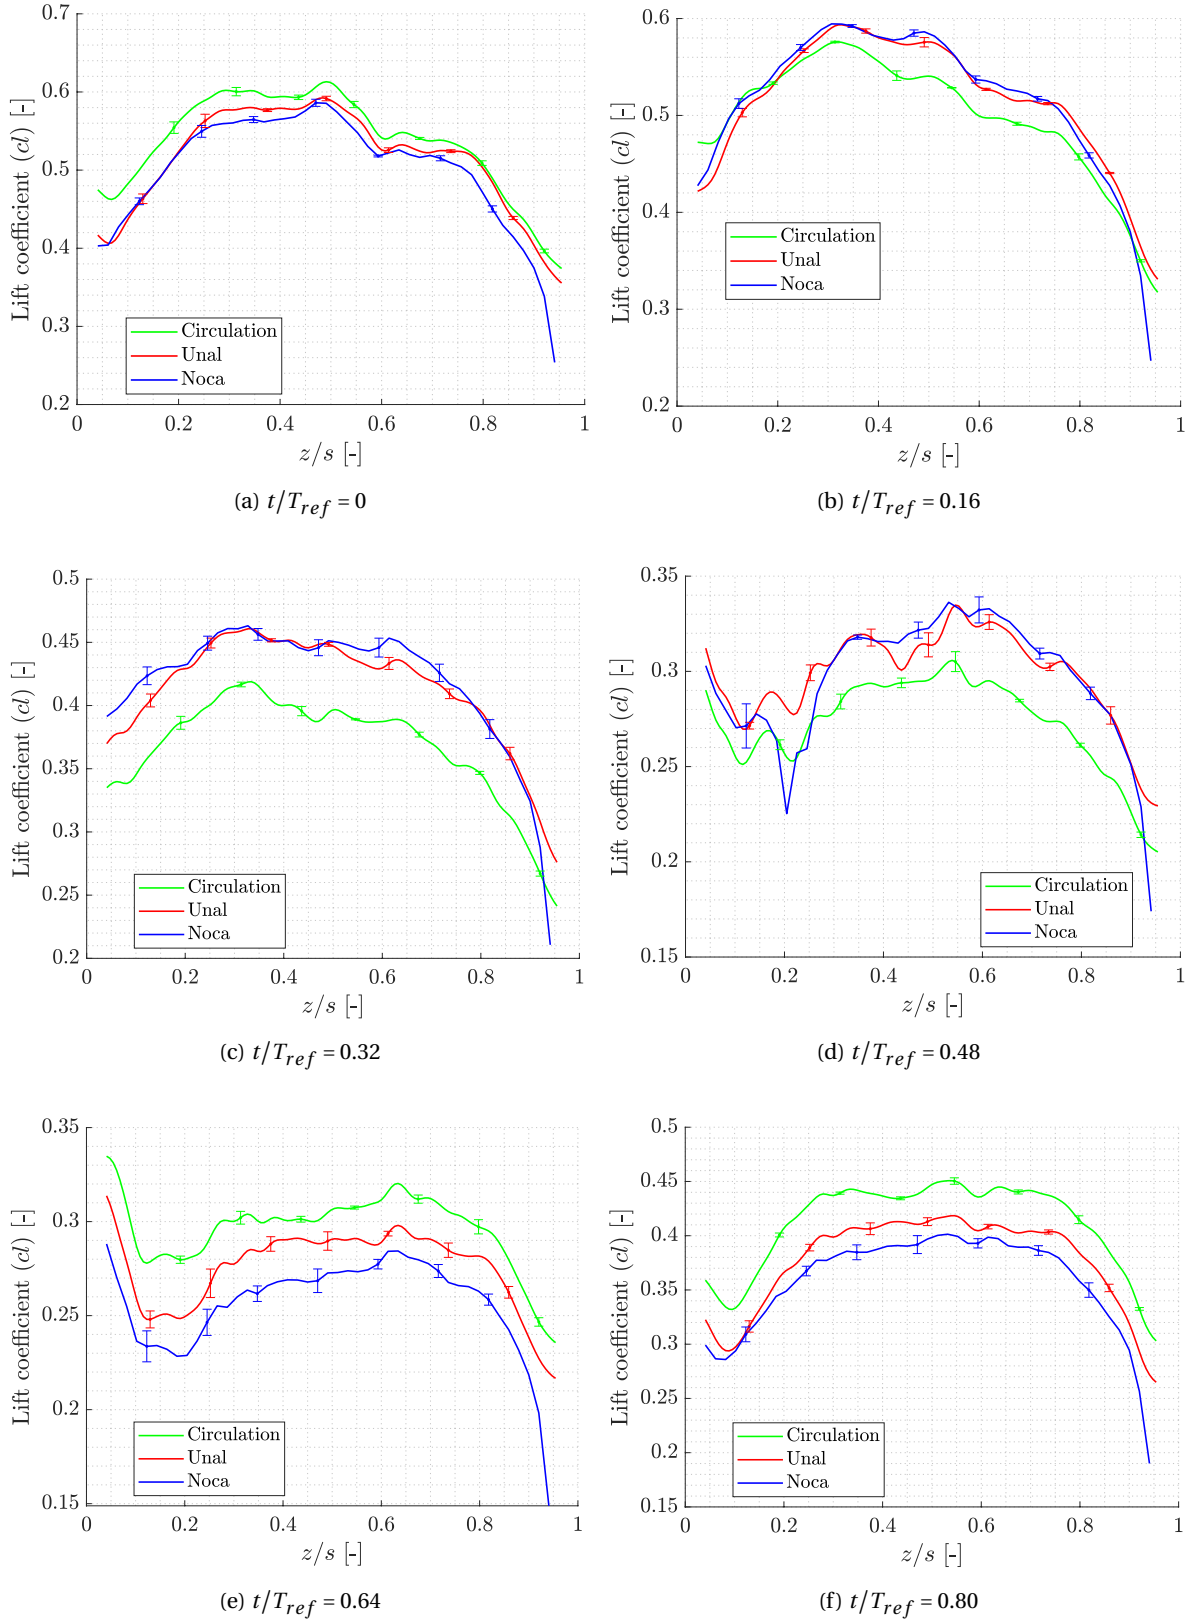 0.7
0.6
0.5
0.4
0.3
0.2
0
0.2
0.4
0.6
0.8
1
Lift coefficient (cl) [-]
z/s [-]
Circulation
Unal
Noca
(a) t/T_ref = 0
0.6
0.5
0.4
0.3
0.2
0
0.2
0.4
0.6
0.8
1
Lift coefficient (cl) [-]
z/s [-]
Circulation
Unal
Noca
(b) t/T_ref = 0.16
0.5
0.45
0.4
0.35
0.3
0.25
0.2
0
0.2
0.4
0.6
0.8
1
Lift coefficient (cl) [-]
z/s [-]
Circulation
Unal
Noca
(c) t/T_ref = 0.32
0.35
0.3
0.25
0.2
0.15
0
0.2
0.4
0.6
0.8
1
Lift coefficient (cl) [-]
z/s [-]
Circulation
Unal
Noca
(d) t/T_ref = 0.48
0.35
0.3
0.25
0.2
0.15
0
0.2
0.4
0.6
0.8
1
Lift coefficient (cl) [-]
z/s [-]
Circulation
Unal
Noca
(e) t/T_ref = 0.64
0.5
0.45
0.4
0.35
0.3
0.25
0.2
0.15
0
0.2
0.4
0.6
0.8
1
Lift coefficient (cl) [-]
z/s [-]
Circulation
Unal
Noca
(f) t/T_ref = 0.80